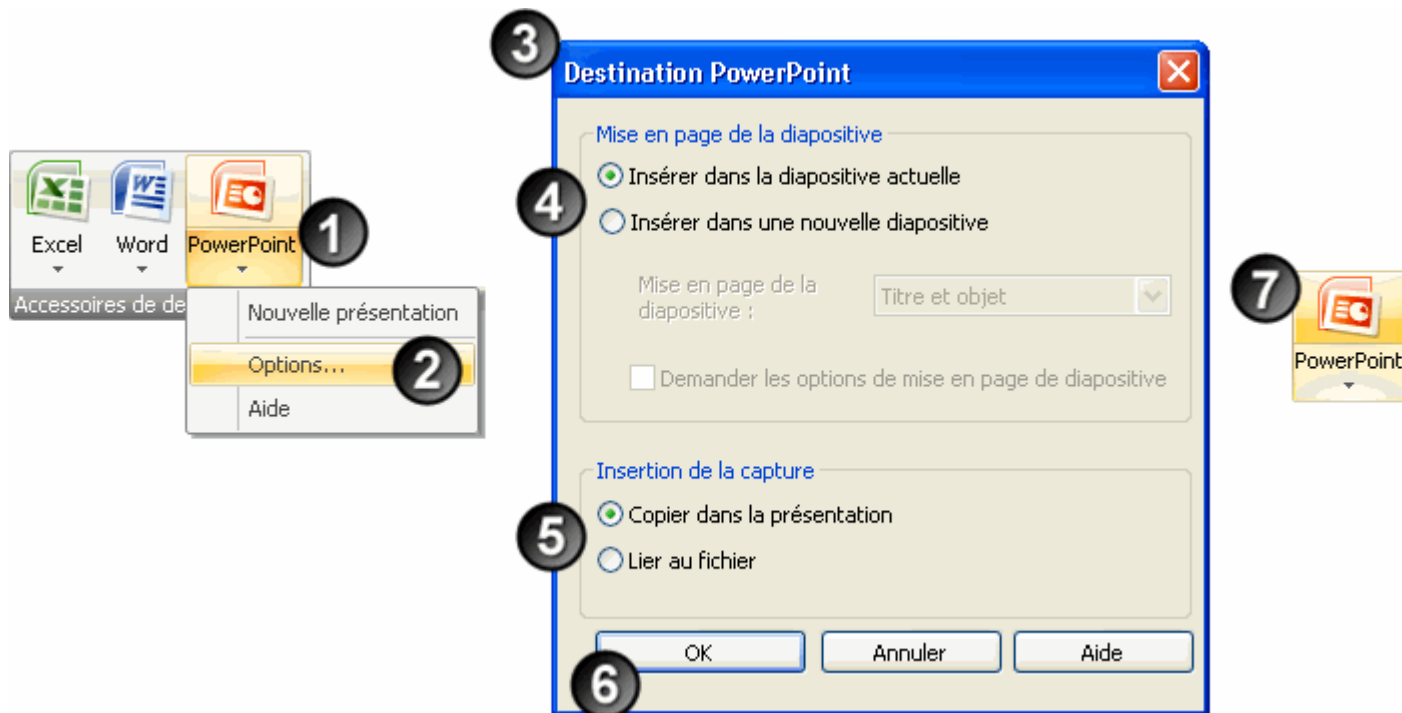 Excel
Word
PowerPoint
1
Accessoires de de
Nouvelle présentation
Options...
2
Aide
3
Destination PowerPoint
Mise en page de la diapositive
4
Insérer dans la diapositive actuelle
Insérer dans une nouvelle diapositive
Mise en page de la
diapositive :
Titre et objet
Demander les options de mise en page de diapositive
Insertion de la capture
5
Copier dans la présentation
Lier au fichier
OK
Annuler
Aide
6
7
PowerPoint